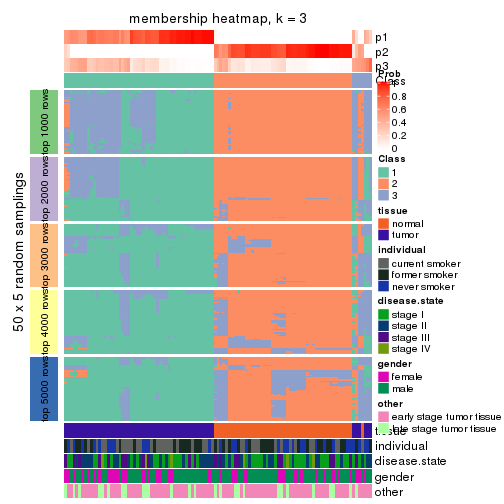 membership heatmap, k = 3
p1
p2
p3
Class
Prob
1
0.8
0.6
0.4
0.2
0
Class
1
2
3
tissue
normal
tumor
individual
current smoker
former smoker
never smoker
disease.state
stage I
stage II
stage III
stage IV
gender
female
male
other
early stage tumor tissue
late stage tumor tissue
50 x 5 random samplings
top 1000 rows
top 2000 rows
top 3000 rows
top 4000 rows
top 5000 rows
tissue
individual
disease.state
gender
other